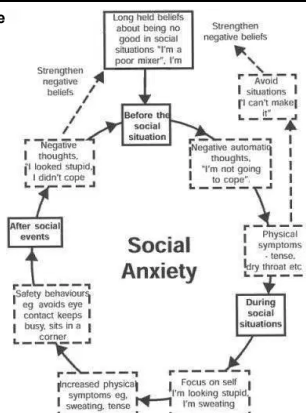 e
Long held beliefs
about being no
good in social
situations "I'm a
poor mixer", I'm
Strengthen
negative
beliefs
Strengthen
negative
beliefs
Avoid
situations
"I can't make
it"
Before the
social
situation
Negative
thoughts,
"I looked stupid,
I didn't cope
Negative automatic
thoughts,
"I'm not going
to cope".
After social
events
Social
Anxiety
Physical
symptoms
- tense,
dry throat etc
During
social
situations
Safety behaviours
eg avoids eye
contact keeps
busy, sits in a
corner
Increased physical
symptoms eg,
sweating, tense
Focus on self
I'm looking stupid,
I'm sweating